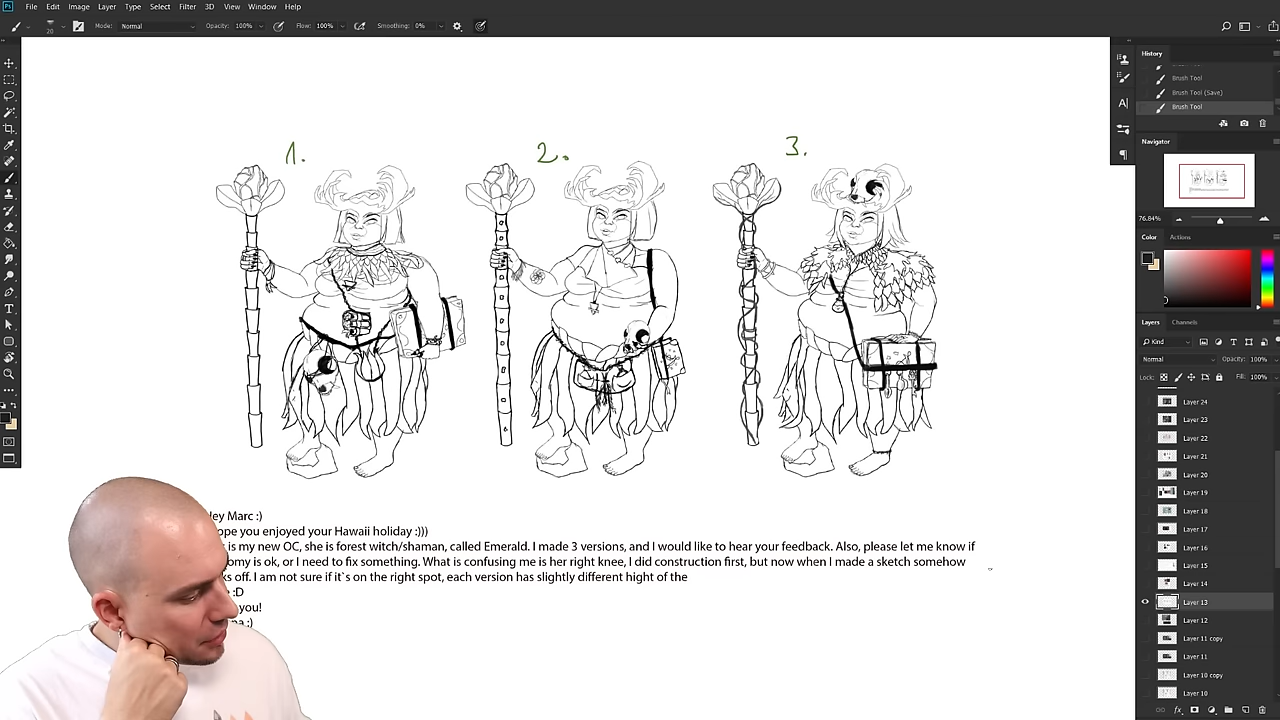 File Edit Image Layer Type Select Filter 3D View Window Help
20 Mode: Normal Opacity: 100% Flow: 100% Smoothing: 0%
History
Brush Tool
Brush Tool (Save)
Brush Tool
Navigator
76.84%
Color Actions
Layers Channels
Kind
Normal Opacity: 100%
Lock: Fill: 100%
Layer 24
Layer 23
Layer 22
Layer 21
Layer 20
Layer 19
Layer 18
Layer 17
Layer 16
Layer 15
Layer 14
Layer 13
Layer 12
Layer 11 copy
Layer 11
Layer 10 copy
Layer 10
1. 2. 3.
ey Marc :)
ope you enjoyed your Hawaii holiday :)))
is my new OC, she is forest witch/shaman, called Emerald. I made 3 versions, and I would like to hear your feedback. Also, please let me know if
omy is ok, or I need to fix something. What is confusing me is her right knee, I did construction first, but now when I made a sketch somehow
ks off. I am not sure if it`s on the right spot, each version has slightly different hight of the
:D
you!
:)